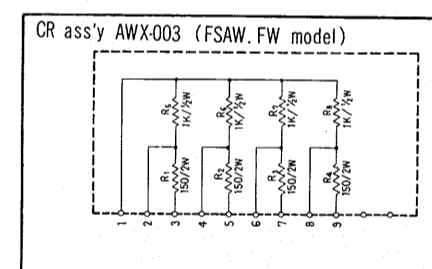 CR ass'y AWX-003 (FSAW. FW model)
R5
1K/½W
R6
1K/½W
R7
1K/½W
R8
1K/½W
R1
150/2W
R2
150/2W
R3
150/2W
R4
150/2W
1 2 3 4 5 6 7 8 9